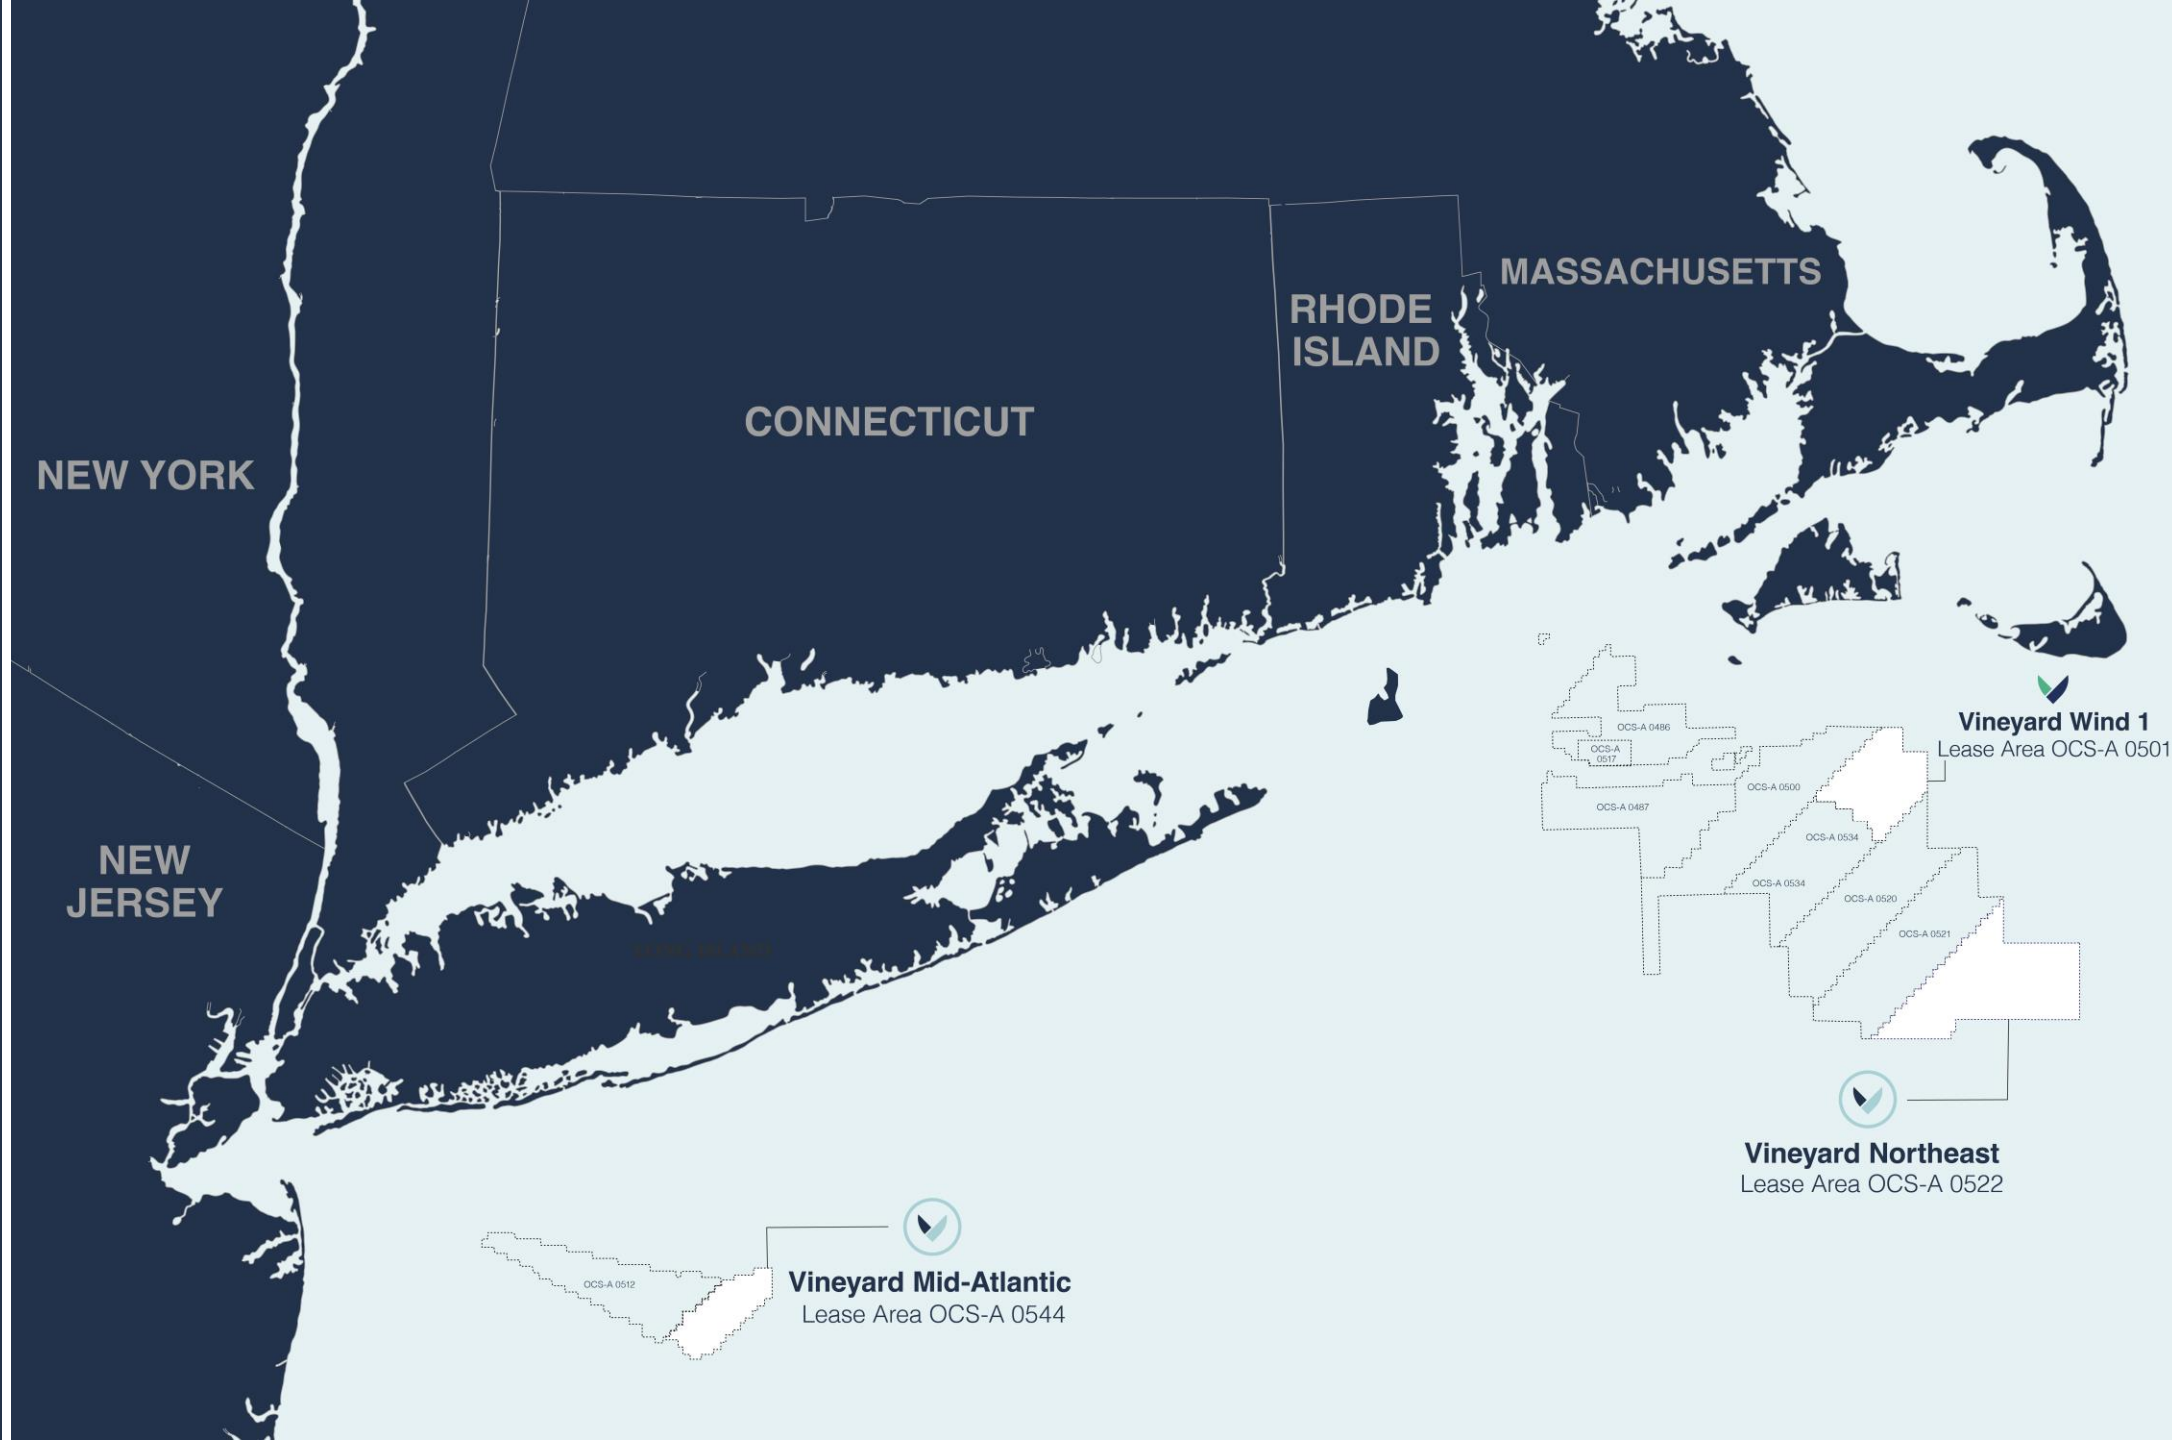 MASSACHUSETTS
RHODE
ISLAND
CONNECTICUT
NEW YORK
NEW
JERSEY
Vineyard Wind 1
Lease Area OCS-A 0501
OCS-A 0486
OCS-A
0517
OCS-A 0500
OCS-A 0487
OCS-A 0534
OCS-A 0534
OCS-A 0520
OCS-A 0521
Vineyard Northeast
Lease Area OCS-A 0522
OCS-A 0512
Vineyard Mid-Atlantic
Lease Area OCS-A 0544